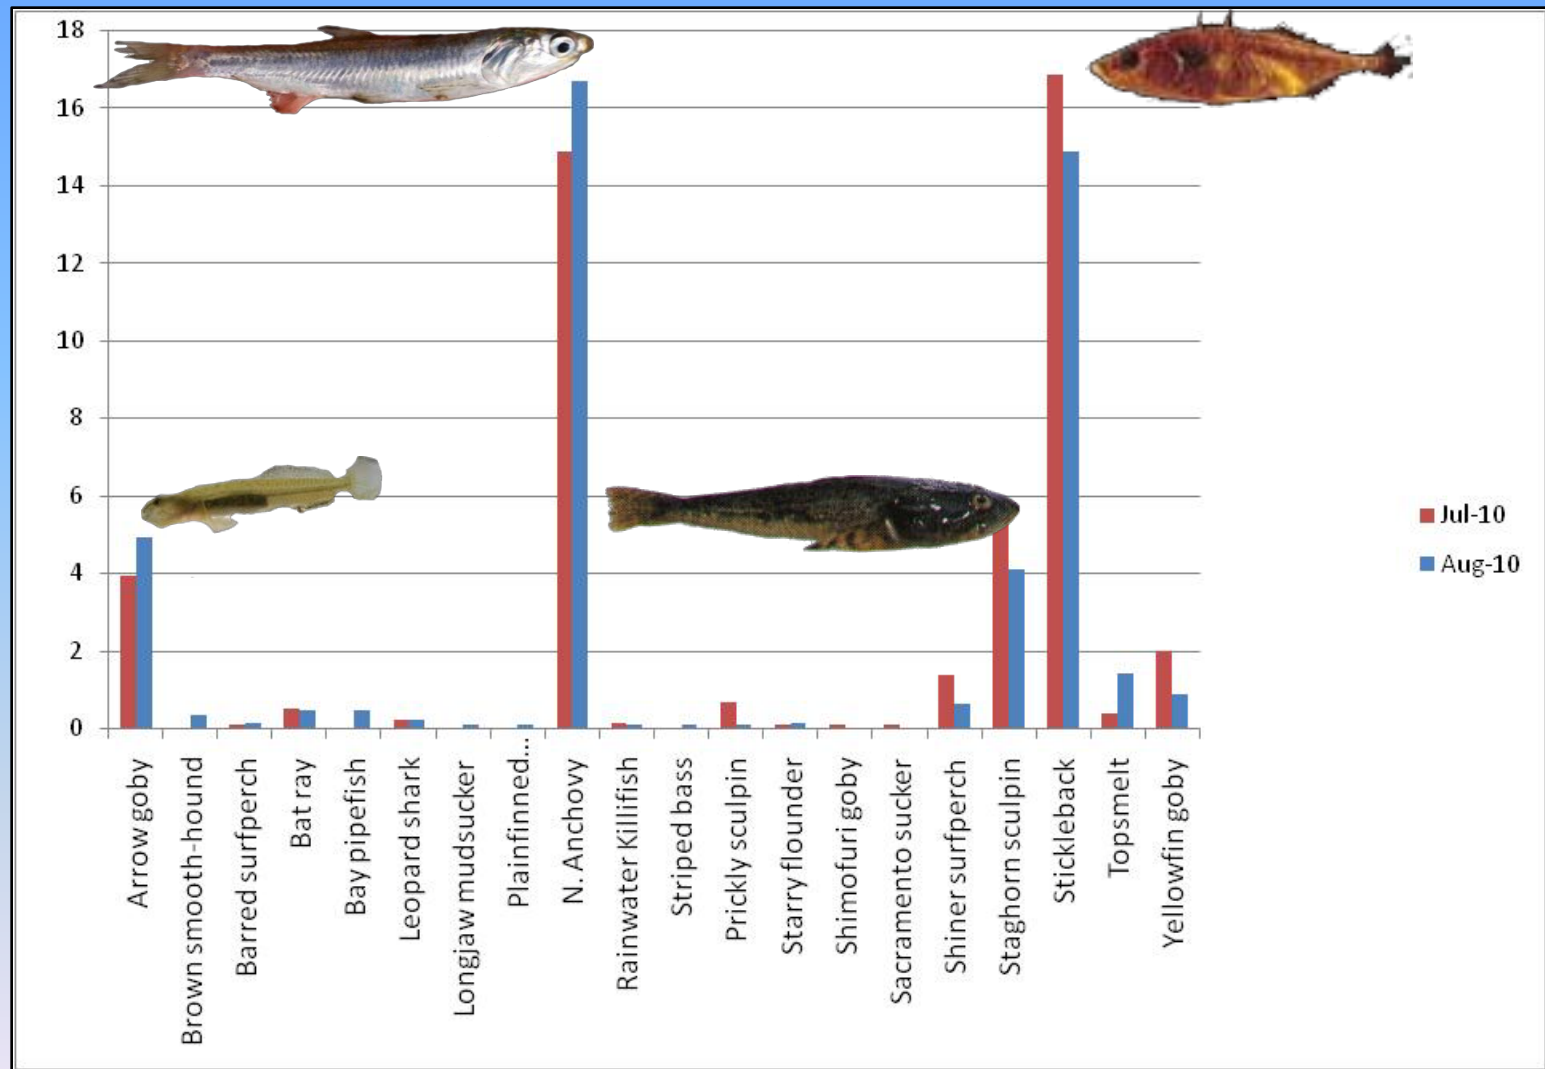 18
16
14
12
10
8
6
4
2
0
Arrow goby
Brown smooth-hound
Barred surfperch
Bat ray
Bay pipefish
Leopard shark
Longjaw mudsucker
Plainfinned...
N. Anchovy
Rainwater Killifish
Striped bass
Prickly sculpin
Starry flounder
Shimofuri goby
Sacramento sucker
Shiner surfperch
Staghorn sculpin
Stickleback
Topsmelt
Yellowfin goby
Jul-10
Aug-10